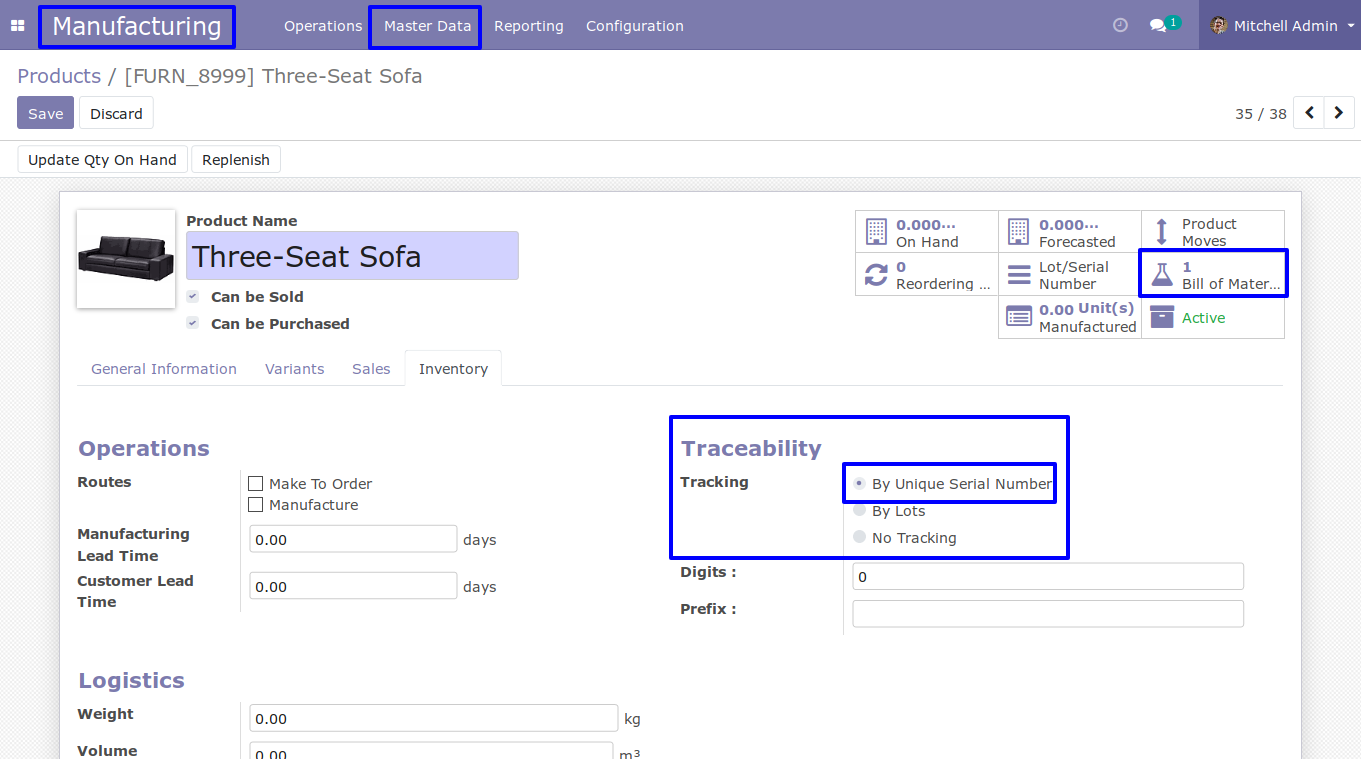 Manufacturing Operations Master Data Reporting Configuration 1 Mitchell Admin
Products / [FURN_8999] Three-Seat Sofa
Save Discard 35 / 38
Update Qty On Hand Replenish
Product Name
Three-Seat Sofa
Can be Sold
Can be Purchased
0.000...
On Hand
0.000...
Forecasted
Product
Moves
0
Reordering ...
Lot/Serial
Number
1
Bill of Mater...
0.00 Unit(s)
Manufactured
Active
General Information Variants Sales Inventory
Operations
Routes
Make To Order
Manufacture
Manufacturing
Lead Time
0.00 days
Customer Lead
Time
0.00 days
Traceability
Tracking
By Unique Serial Number
By Lots
No Tracking
Digits : 0
Prefix :
Logistics
Weight 0.00 kg
Volume 0.00 m³